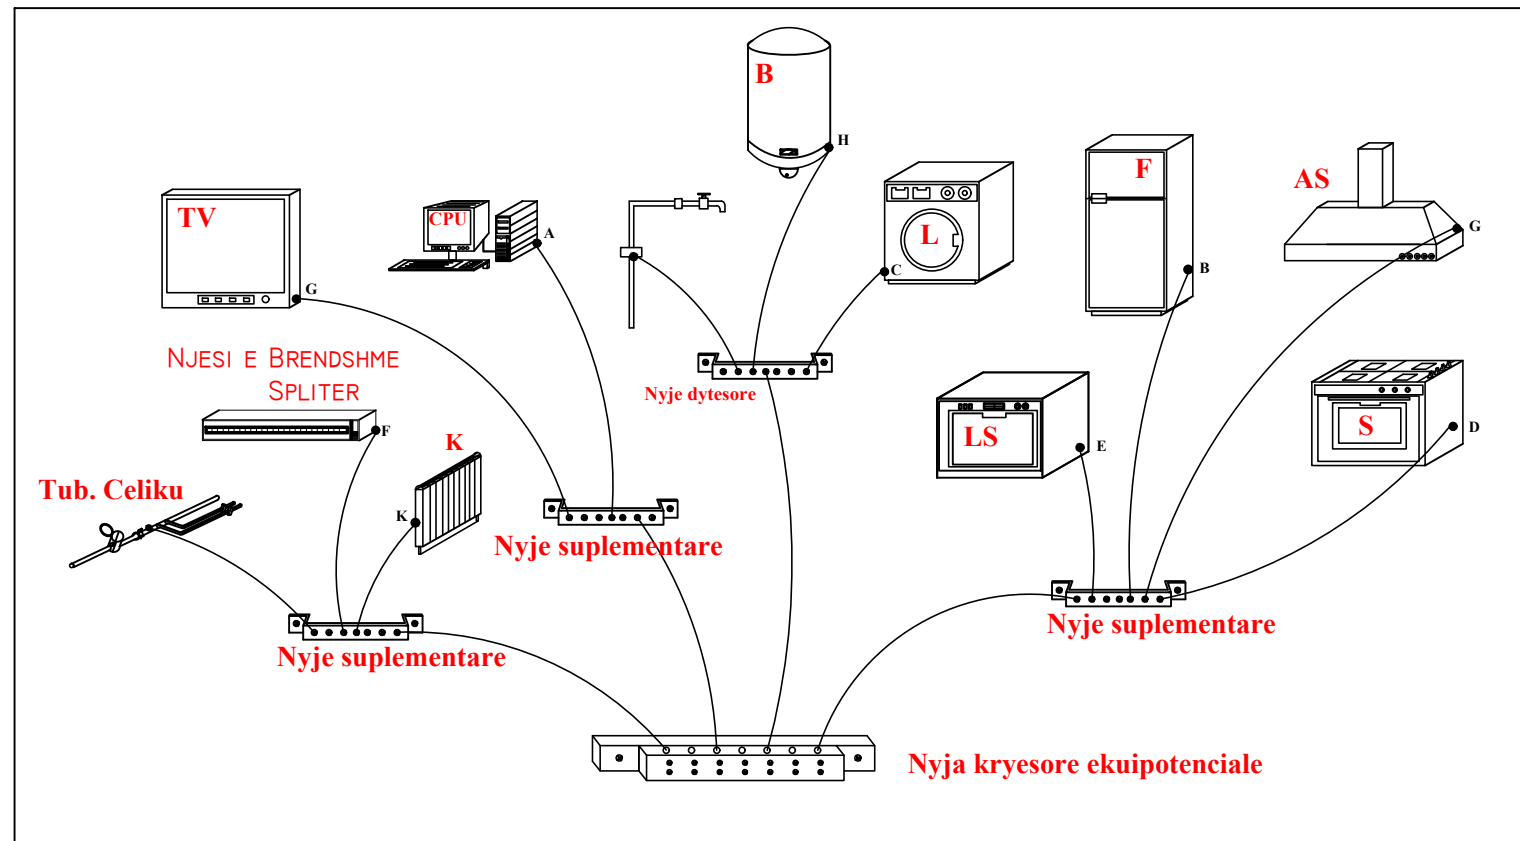 B
H
F
AS
TV
CPU
A
L
G
C
B
G
NJESI E BRENDSHME
SPLITER
Nyje dytesore
F
K
LS
E
S
D
Tub. Celiku
K
Nyje suplementare
Nyje suplementare
Nyje suplementare
Nyja kryesore ekuipotenciale